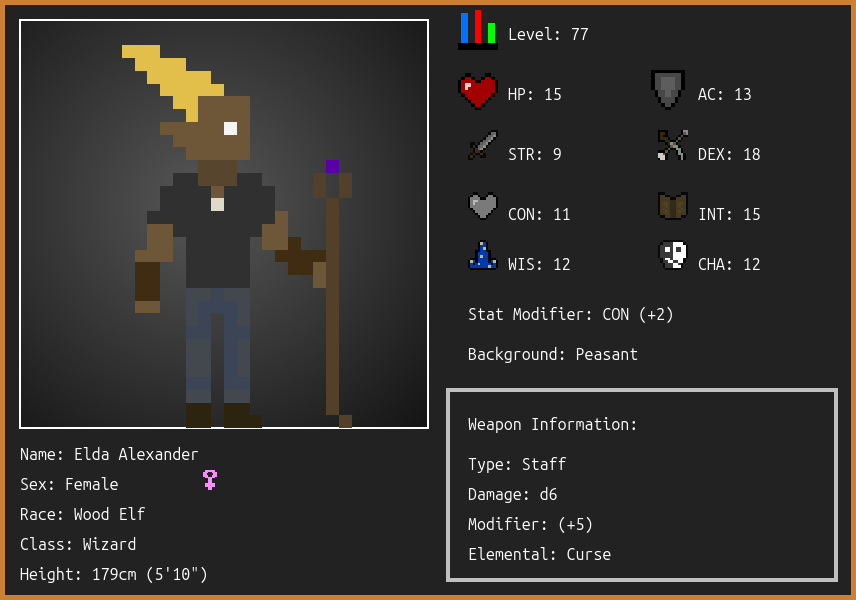 Level: 77
HP: 15
AC: 13
STR: 9
DEX: 18
CON: 11
INT: 15
WIS: 12
CHA: 12
Stat Modifier: CON (+2)
Background: Peasant
Weapon Information:
Type: Staff
Damage: d6
Modifier: (+5)
Elemental: Curse
Name: Elda Alexander
Sex: Female
Race: Wood Elf
Class: Wizard
Height: 179cm (5'10")